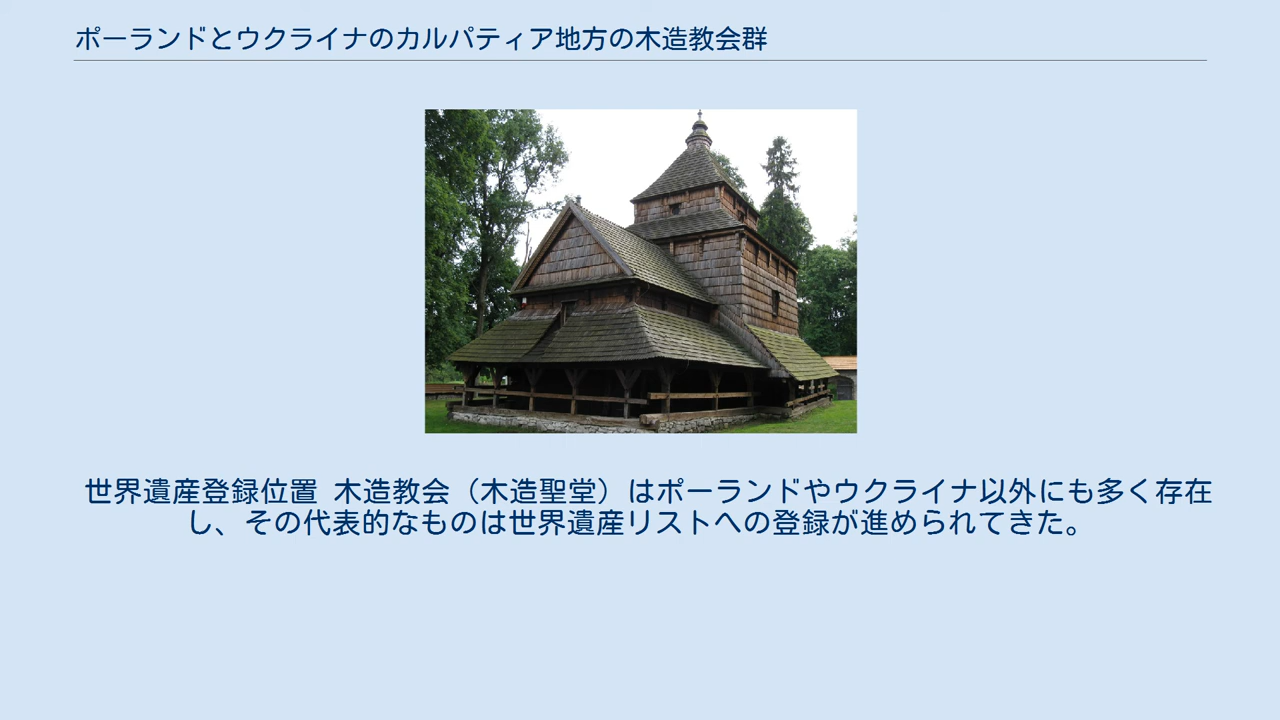 ポーランドとウクライナのカルパティア地方の木造教会群
世界遺産登録位置 木造教会（木造聖堂）はポーランドやウクライナ以外にも多く存在
し、その代表的なものは世界遺産リストへの登録が進められてきた。